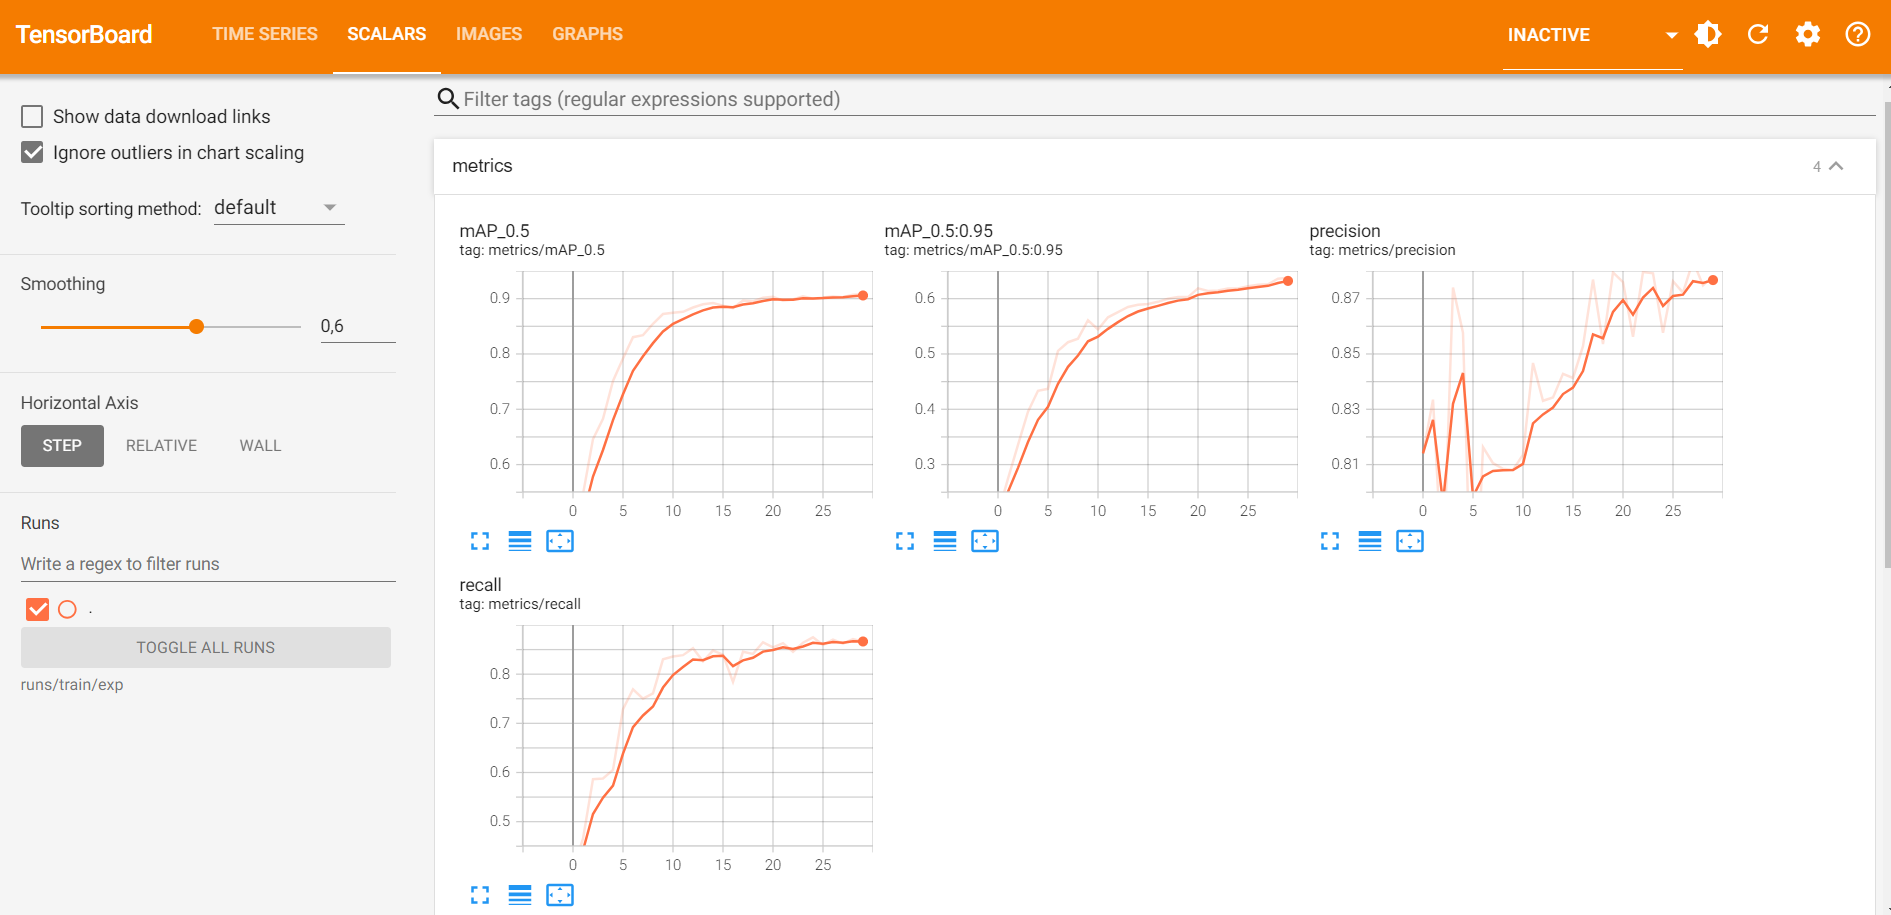 TensorBoard
TIME SERIES
SCALARS
IMAGES
GRAPHS
INACTIVE
Show data download links
Ignore outliers in chart scaling
Tooltip sorting method: default
Smoothing
0,6
Horizontal Axis
STEP
RELATIVE
WALL
Runs
Write a regex to filter runs
.
TOGGLE ALL RUNS
runs/train/exp
Filter tags (regular expressions supported)
metrics
4
mAP_0.5
tag: metrics/mAP_0.5
0.9
0.8
0.7
0.6
0 5 10 15 20 25
mAP_0.5:0.95
tag: metrics/mAP_0.5:0.95
0.6
0.5
0.4
0.3
0 5 10 15 20 25
precision
tag: metrics/precision
0.87
0.85
0.83
0.81
0 5 10 15 20 25
recall
tag: metrics/recall
0.8
0.7
0.6
0.5
0 5 10 15 20 25